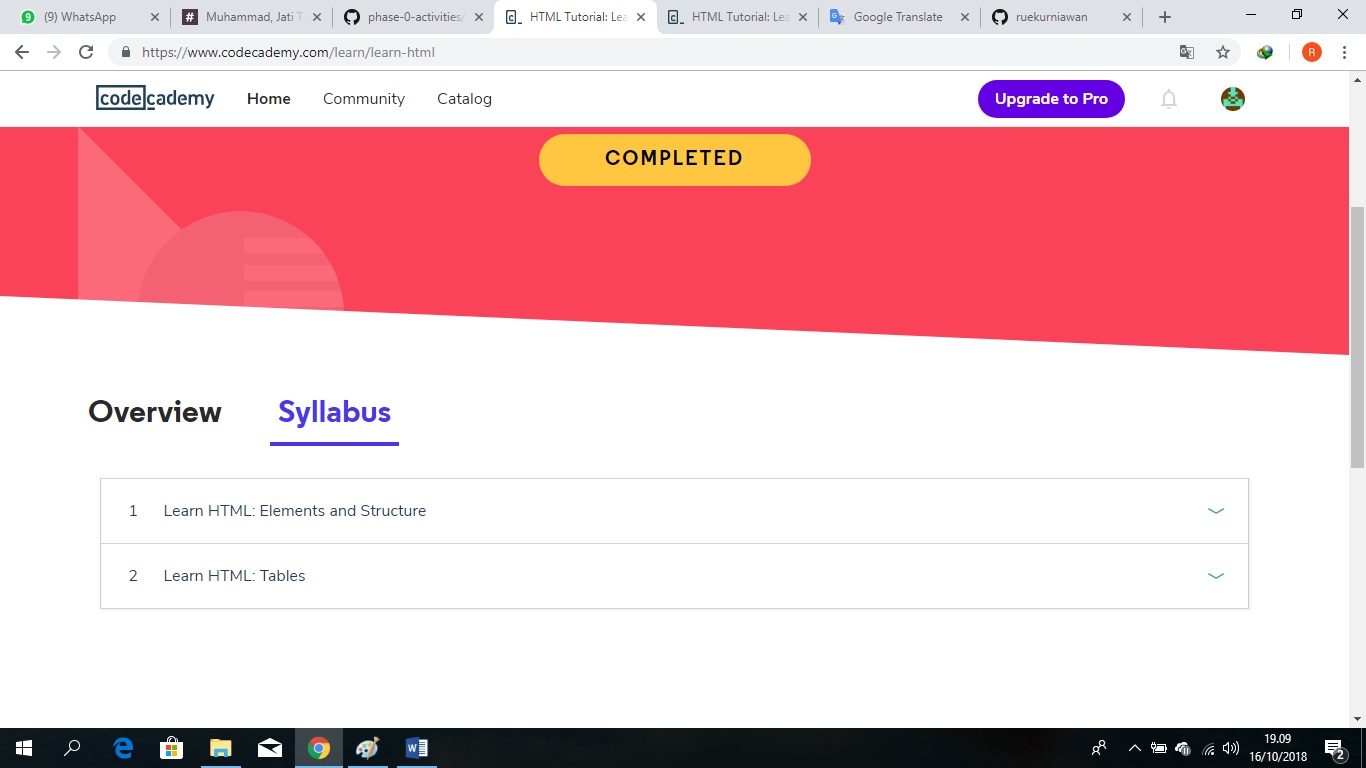 (9) WhatsApp
Muhammad, Jati T
phase-0-activities/
HTML Tutorial: Lea
HTML Tutorial: Lea
Google Translate
ruekurniawan
https://www.codecademy.com/learn/learn-html
R
codecademy
Home
Community
Catalog
Upgrade to Pro
COMPLETED
Overview
Syllabus
1 Learn HTML: Elements and Structure
2 Learn HTML: Tables
19.09
16/10/2018
2